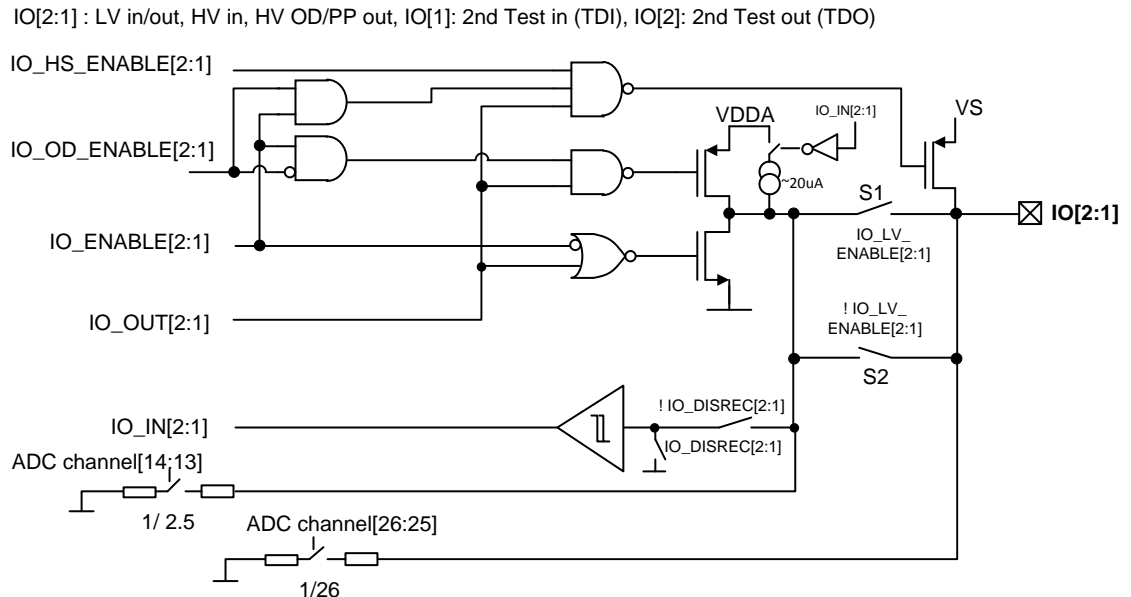 IO[2:1] : LV in/out, HV in, HV OD/PP out, IO[1]: 2nd Test in (TDI), IO[2]: 2nd Test out (TDO)
IO_HS_ENABLE[2:1]
VDDA
IO_IN[2:1]
VS
IO_OD_ENABLE[2:1]
~20uA
S1
IO[2:1]
IO_ENABLE[2:1]
IO_LV_
ENABLE[2:1]
IO_OUT[2:1]
! IO_LV_
ENABLE[2:1]
S2
! IO_DISREC[2:1]
IO_IN[2:1]
IO_DISREC[2:1]
ADC channel[14:13]
1/ 2.5
ADC channel[26:25]
1/26